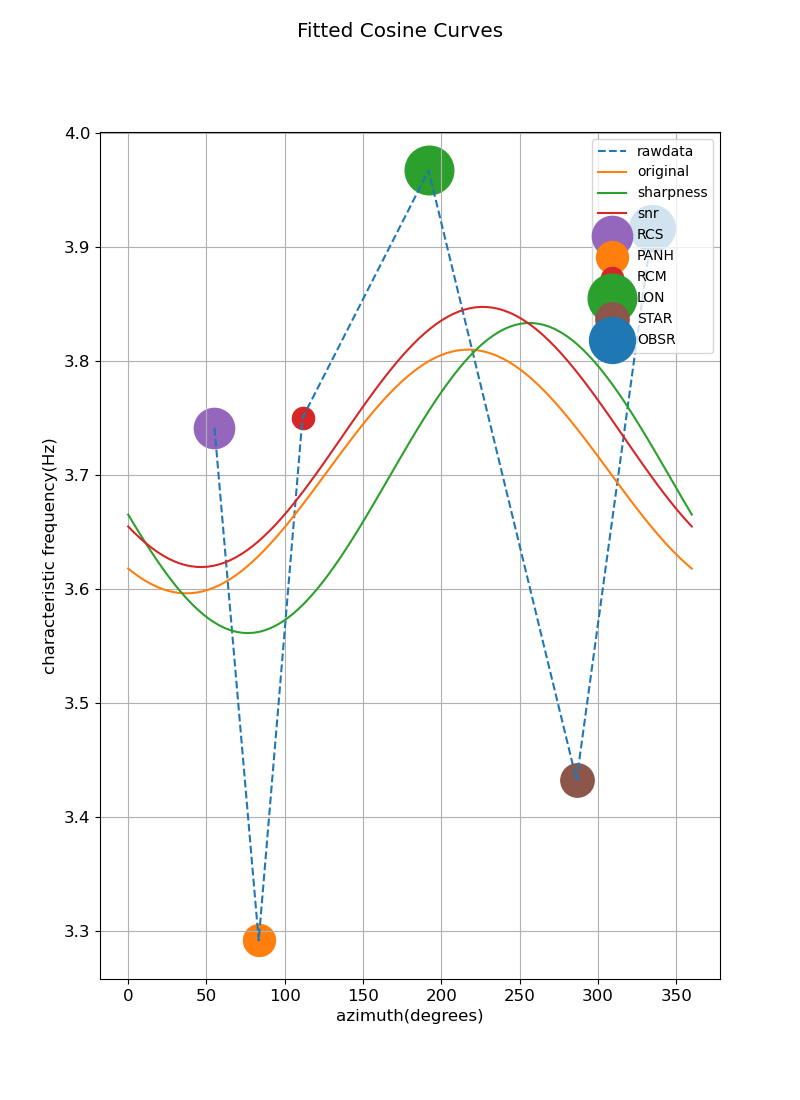 Fitted Cosine Curves
4.0
3.9
3.8
3.7
3.6
3.5
3.4
3.3
characteristic frequency(Hz)
rawdata
original
sharpness
snr
RCS
PANH
RCM
LON
STAR
OBSR
0 50 100 150 200 250 300 350
azimuth(degrees)